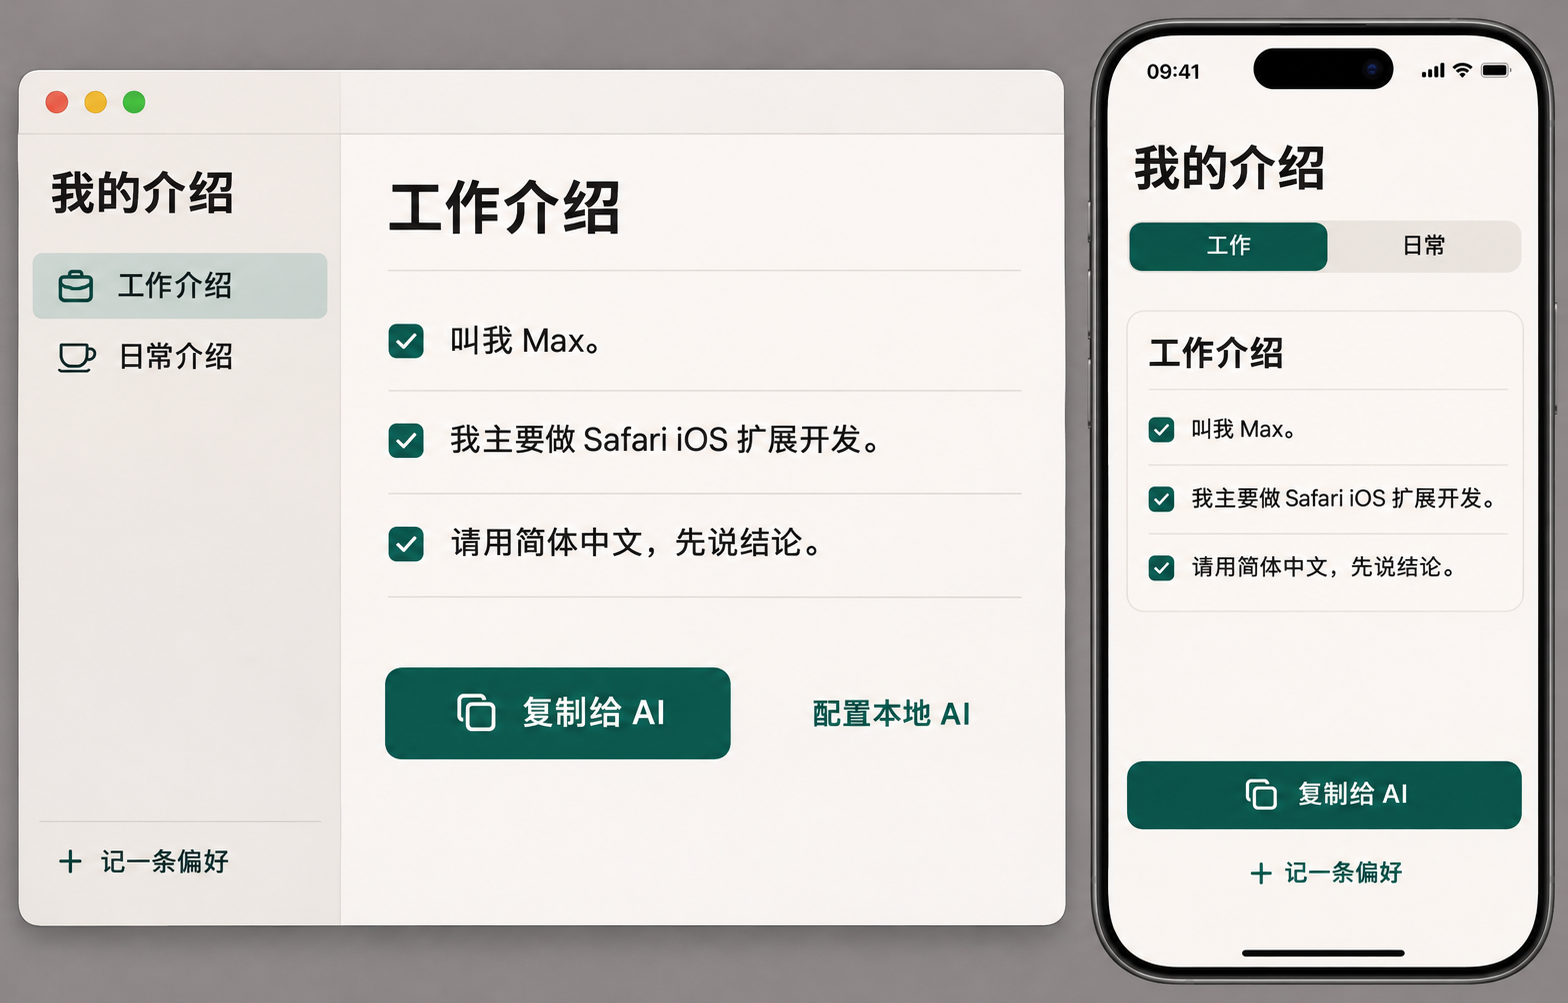 我的介绍
工作介绍
日常介绍
记一条偏好
工作介绍
叫我 Max。
我主要做 Safari iOS 扩展开发。
请用简体中文，先说结论。
复制给 AI
配置本地 AI
09:41
我的介绍
工作
日常
工作介绍
叫我 Max。
我主要做 Safari iOS 扩展开发。
请用简体中文，先说结论。
复制给 AI
记一条偏好